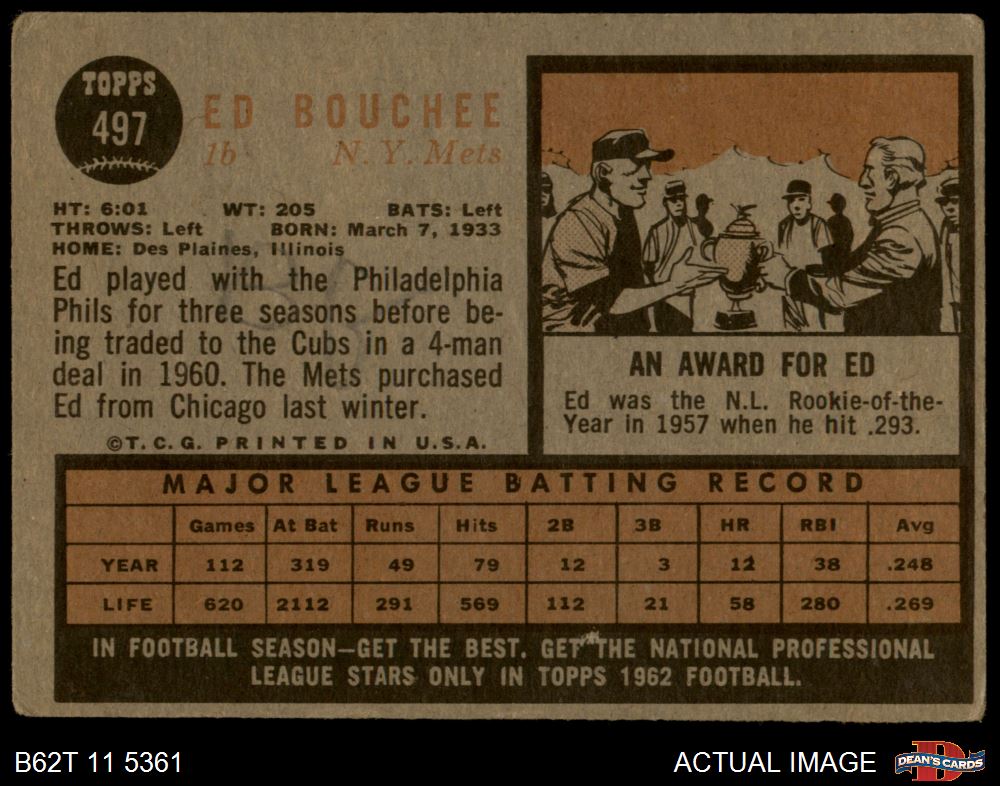 TOPPS
497
ED BOUCHEE
1b N. Y. Mets
HT: 6:01 WT: 205 BATS: Left
THROWS: Left BORN: March 7, 1933
HOME: Des Plaines, Illinois
Ed played with the Philadelphia
Phils for three seasons before be-
ing traded to the Cubs in a 4-man
deal in 1960. The Mets purchased
Ed from Chicago last winter.
©T.C.G. PRINTED IN U.S.A.
AN AWARD FOR ED
Ed was the N.L. Rookie-of-the-
Year in 1957 when he hit .293.
MAJOR LEAGUE BATTING RECORD
Games At Bat Runs Hits 2B 3B HR RBI Avg
YEAR 112 319 49 79 12 3 12 38 .248
LIFE 620 2112 291 569 112 21 58 280 .269
IN FOOTBALL SEASON—GET THE BEST. GET THE NATIONAL PROFESSIONAL
LEAGUE STARS ONLY IN TOPPS 1962 FOOTBALL.
B62T 11 5361 ACTUAL IMAGE
D
DEAN'S CARDS